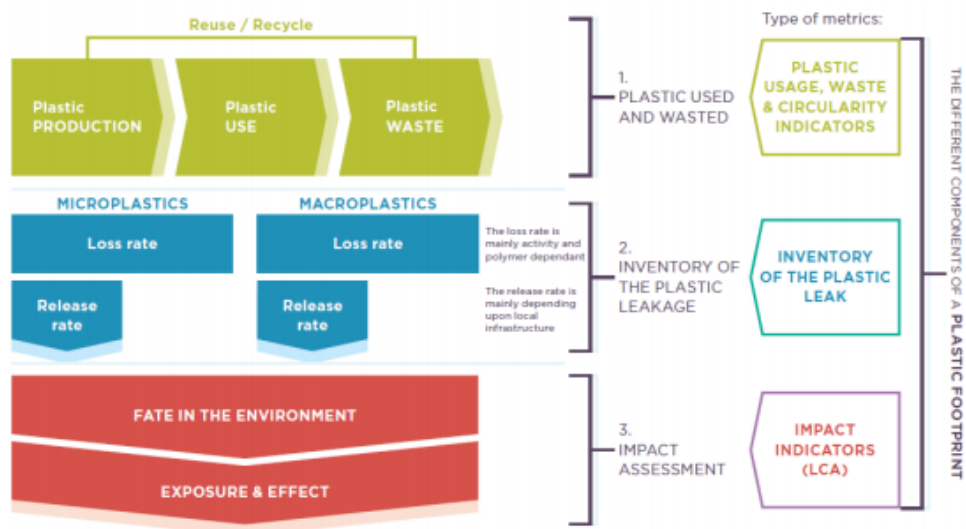 Reuse / Recycle
Plastic
PRODUCTION
Plastic
USE
Plastic
WASTE
1.
PLASTIC USED
AND WASTED
Type of metrics:
PLASTIC
USAGE, WASTE
& CIRCULARITY
INDICATORS
MICROPLASTICS
MACROPLASTICS
Loss rate
Loss rate
The loss rate is
mainly activity and
polymer dependant
Release
rate
Release
rate
The release rate is
mainly depending
upon local
infrastructure
2.
INVENTORY OF
THE PLASTIC
LEAKAGE
INVENTORY
OF THE PLASTIC
LEAK
FATE IN THE ENVIRONMENT
EXPOSURE & EFFECT
3.
IMPACT
ASSESSMENT
IMPACT
INDICATORS
(LCA)
THE DIFFERENT COMPONENTS OF A PLASTIC FOOTPRINT